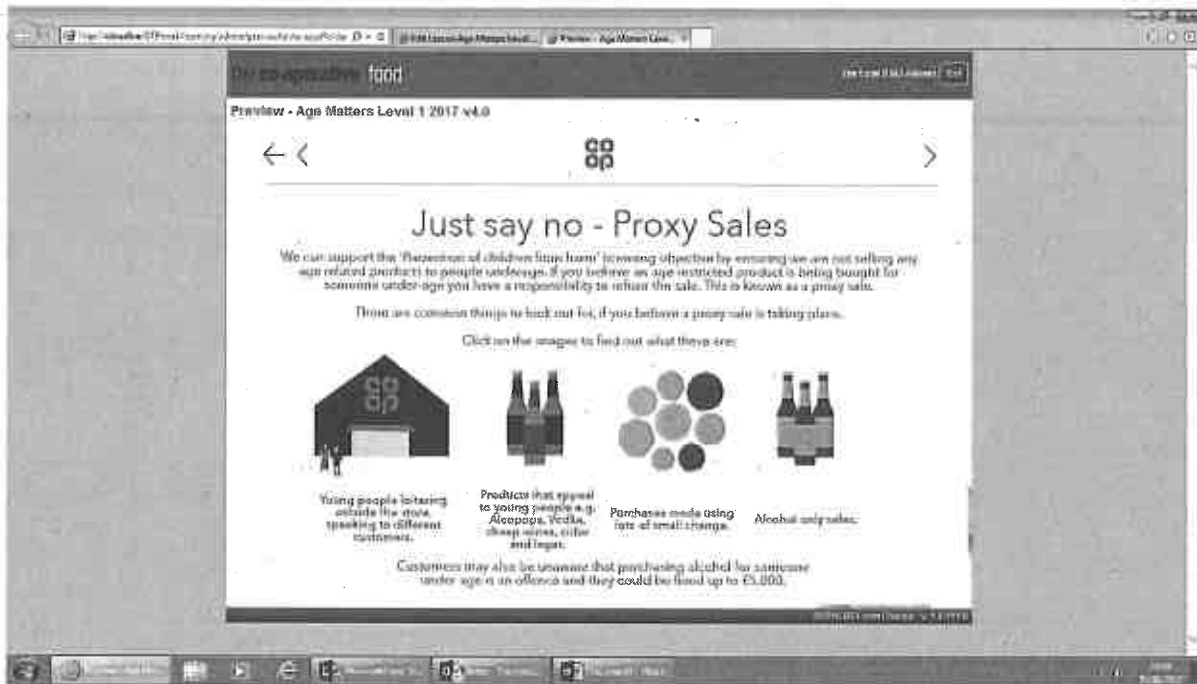 the co-operative food
Preview - Age Matters Level 1 2017 v4.0
co
op
Just say no - Proxy Sales
We can support the 'Prevention of children from harm' licensing objective by ensuring we are not selling any
age related products to people underage. If you believe an age restricted product is being bought for
someone under-age you have a responsibility to refuse the sale. This is known as a proxy sale.
There are common things to look out for, if you believe a proxy sale is taking place.
Click on the images to find out what these are:
co
op
Young people loitering
outside the store,
speaking to different
customers.
Products that appeal
to young people e.g.
Alcopops, Vodka,
cheap wines, cider
and lager.
Purchases made using
lots of small change.
Alcohol only sales.
Customers may also be unaware that purchasing alcohol for someone
under age is an offence and they could be fined up to £5,000.